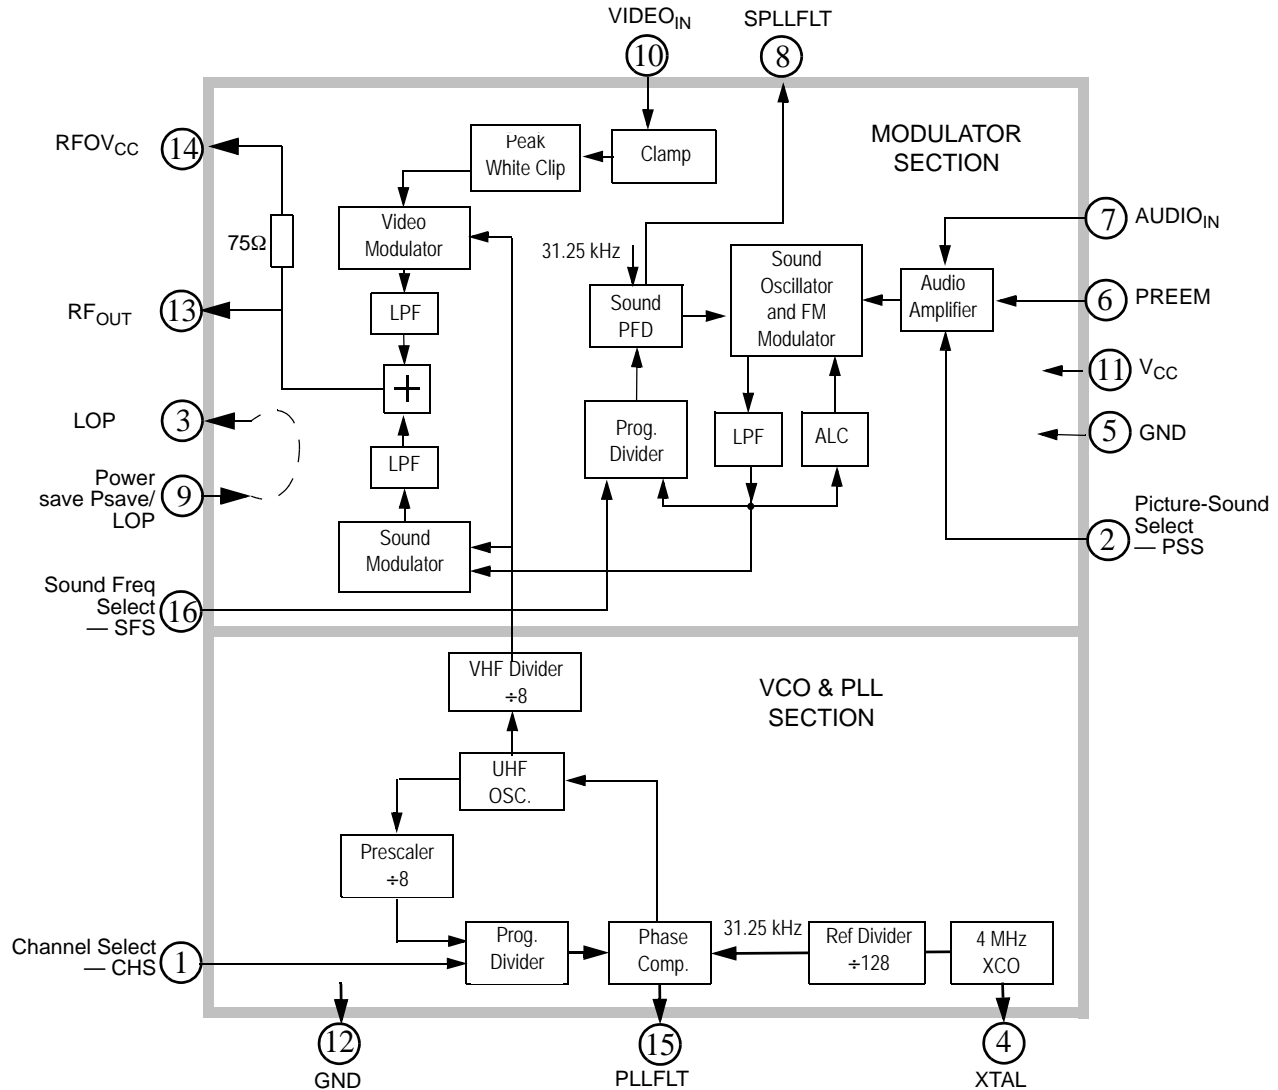 VIDEOIN
SPLLFLT
10
8
MODULATOR
SECTION
RFOVCC
14
Peak
White Clip
Clamp
7
AUDIOIN
75Ω
Video
Modulator
31.25 kHz
Sound
Oscillator
and FM
Modulator
Audio
Amplifier
6
PREEM
RFOUT
13
LPF
Sound
PFD
11
VCC
+
LOP
3
Prog.
Divider
LPF
ALC
5
GND
LPF
Power
save Psave/
LOP
9
Picture-Sound
Select
— PSS
2
Sound
Modulator
Sound Freq
Select
— SFS
16
VHF Divider
÷8
VCO & PLL
SECTION
UHF
OSC.
Prescaler
÷8
Channel Select
— CHS
1
Prog.
Divider
Phase
Comp.
31.25 kHz
Ref Divider
÷128
4 MHz
XCO
12
15
4
GND
PLLFLT
XTAL